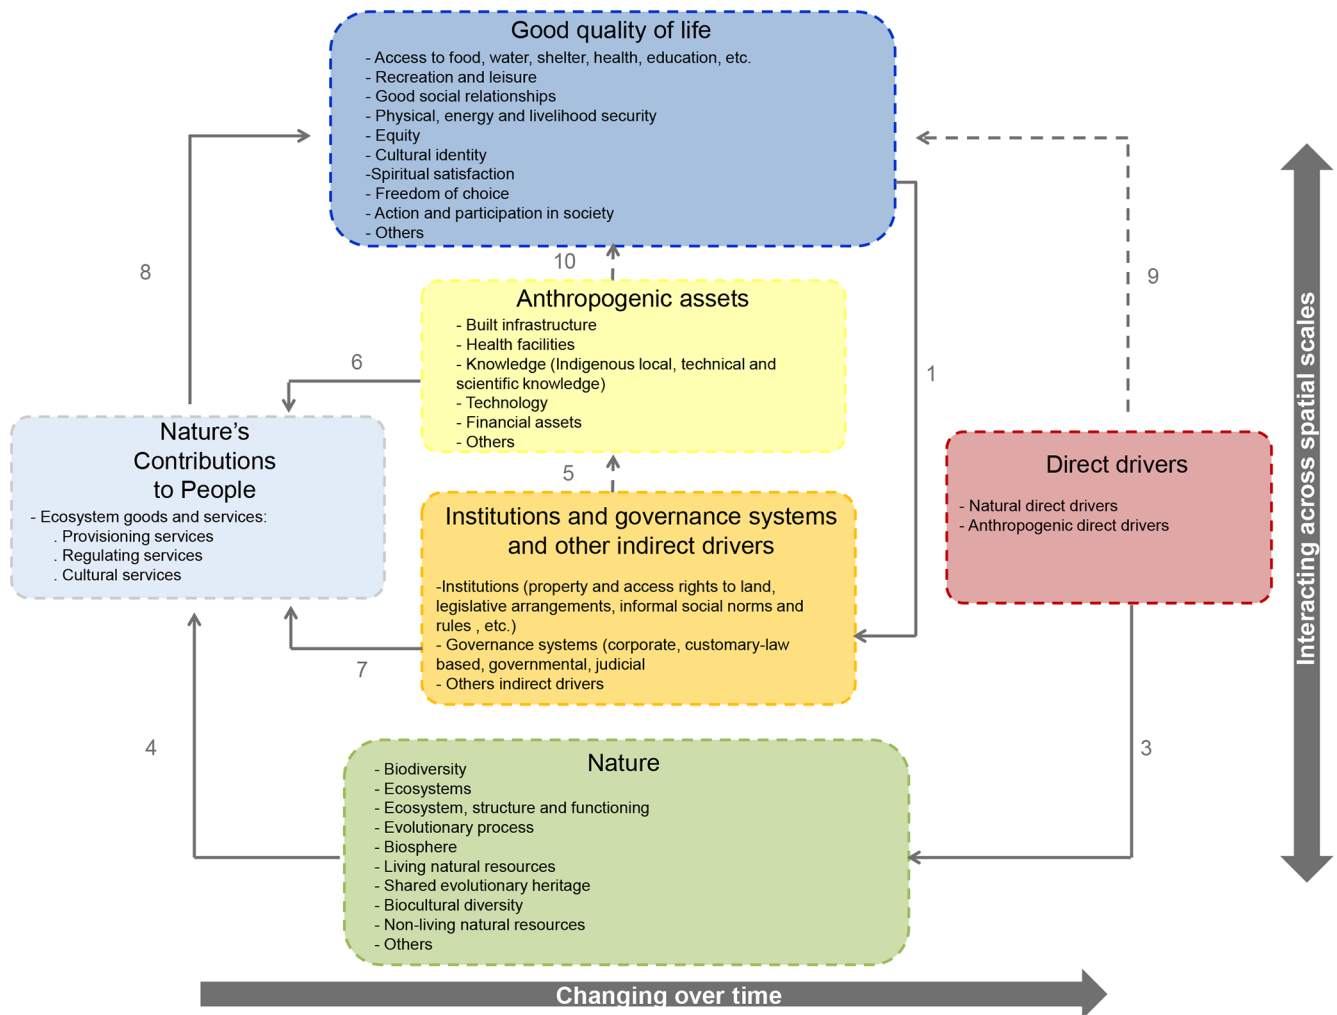 Good quality of life
- Access to food, water, shelter, health, education, etc.
- Recreation and leisure
- Good social relationships
- Physical, energy and livelihood security
- Equity
- Cultural identity
-Spiritual satisfaction
- Freedom of choice
- Action and participation in society
- Others
8
10
9
1
6
Anthropogenic assets
- Built infrastructure
- Health facilities
- Knowledge (Indigenous local, technical and
scientific knowledge)
- Technology
- Financial assets
- Others
Nature's
Contributions
to People
- Ecosystem goods and services:
. Provisioning services
. Regulating services
. Cultural services
5
Institutions and governance systems
and other indirect drivers
-Institutions (property and access rights to land,
legislative arrangements, informal social norms and
rules , etc.)
- Governance systems (corporate, customary-law
based, governmental, judicial
- Others indirect drivers
Direct drivers
- Natural direct drivers
- Anthropogenic direct drivers
7
4
3
Nature
- Biodiversity
- Ecosystems
- Ecosystem, structure and functioning
- Evolutionary process
- Biosphere
- Living natural resources
- Shared evolutionary heritage
- Biocultural diversity
- Non-living natural resources
- Others
Interacting across spatial scales
Changing over time